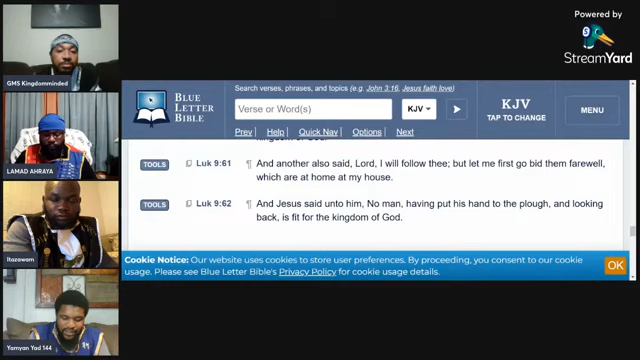 Powered by
StreamYard
GMS Kingdomminded
LAMAD AHRAYA
Itazawam
Yamyan Yad 144
BLUE
LETTER
BIBLE
Search verses, phrases, and topics (e.g. John 3:16, Jesus faith love)
Verse or Word(s)
KJV
KJV
TAP TO CHANGE
MENU
Prev
Help
Quick Nav
Options
Next
kingdom of God.
TOOLS Luk 9:61 ¶ And another also said, Lord, I will follow thee; but let me first go bid them farewell,
which are at home at my house.
TOOLS Luk 9:62 ¶ And Jesus said unto him, No man, having put his hand to the plough, and looking
back, is fit for the kingdom of God.
Cookie Notice: Our website uses cookies to store user preferences. By proceeding, you consent to our cookie
usage. Please see Blue Letter Bible's Privacy Policy for cookie usage details.
OK